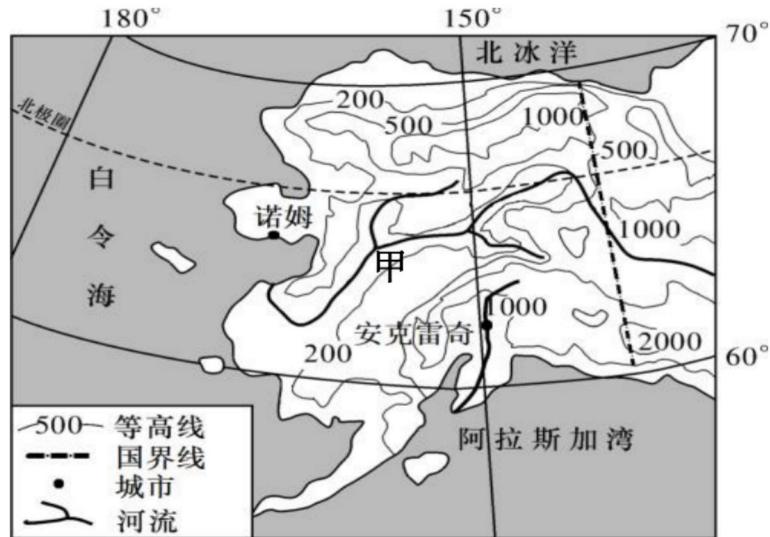 180°
150°
70°
北冰洋
200
1000
500
500
北极圈
白令海
诺姆
1000
甲
1000
安克雷奇
200
2000
60°
阿拉斯加湾
500 等高线
国界线
城市
河流